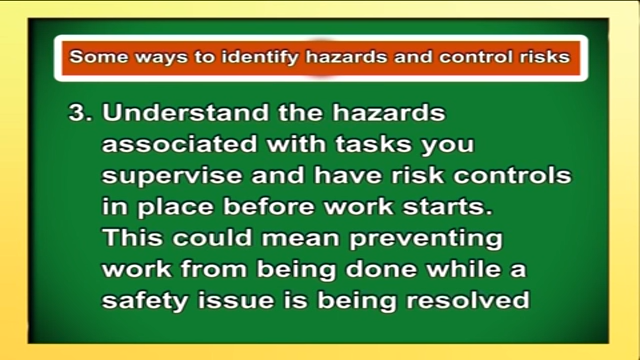 Some ways to identify hazards and control risks
3. Understand the hazards
associated with tasks you
supervise and have risk controls
in place before work starts.
This could mean preventing
work from being done while a
safety issue is being resolved